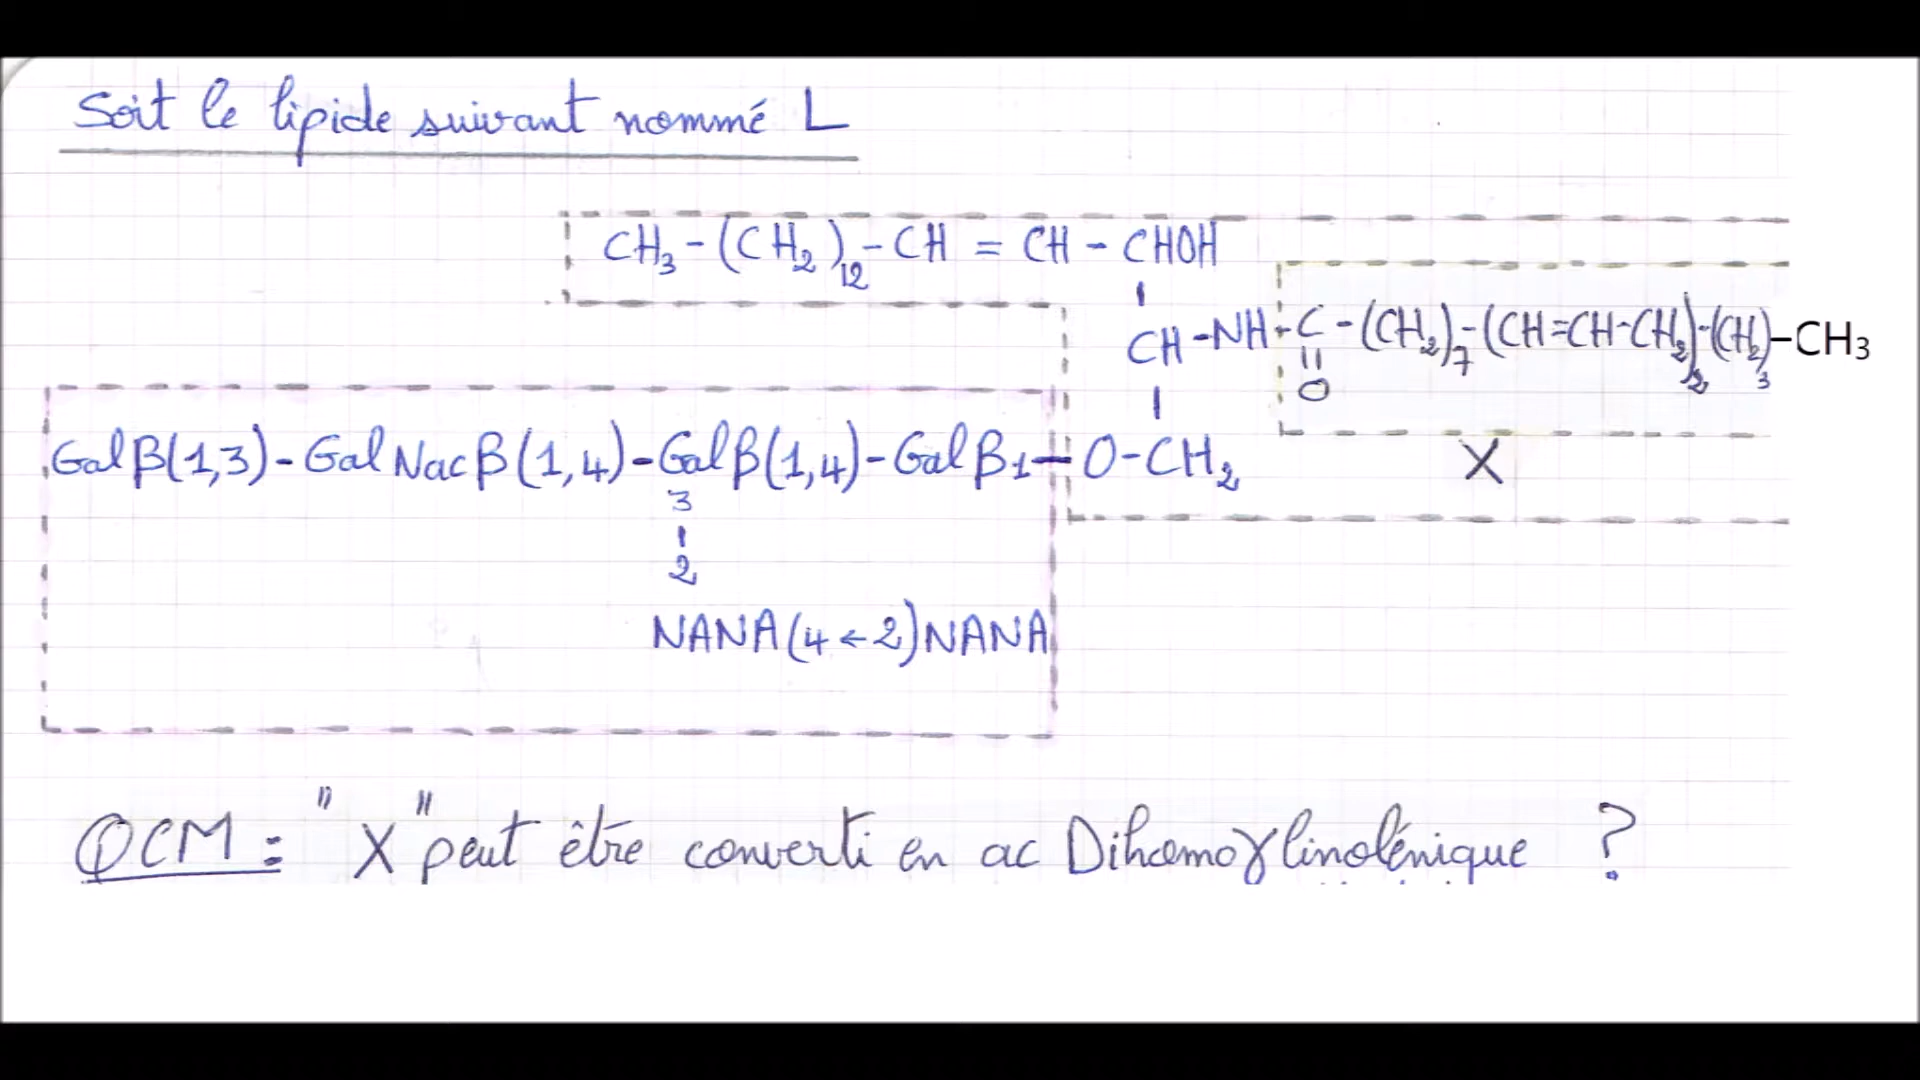 Soit le lipide suivant nommé L
CH₃-(CH₂)₁₂-CH = CH - CHOH
CH-NH-C-(CH₂)₇-(CH=CH-CH₂)₂-(CH₂)₃-CH₃
O
Galβ(1,3)-GalNacβ(1,4)-Galβ(1,4)-Galβ1-O-CH₂
X
3
2
NANA(4←2)NANA
QCM: "X" peut être converti en ac Dihomoγlinolénique ?